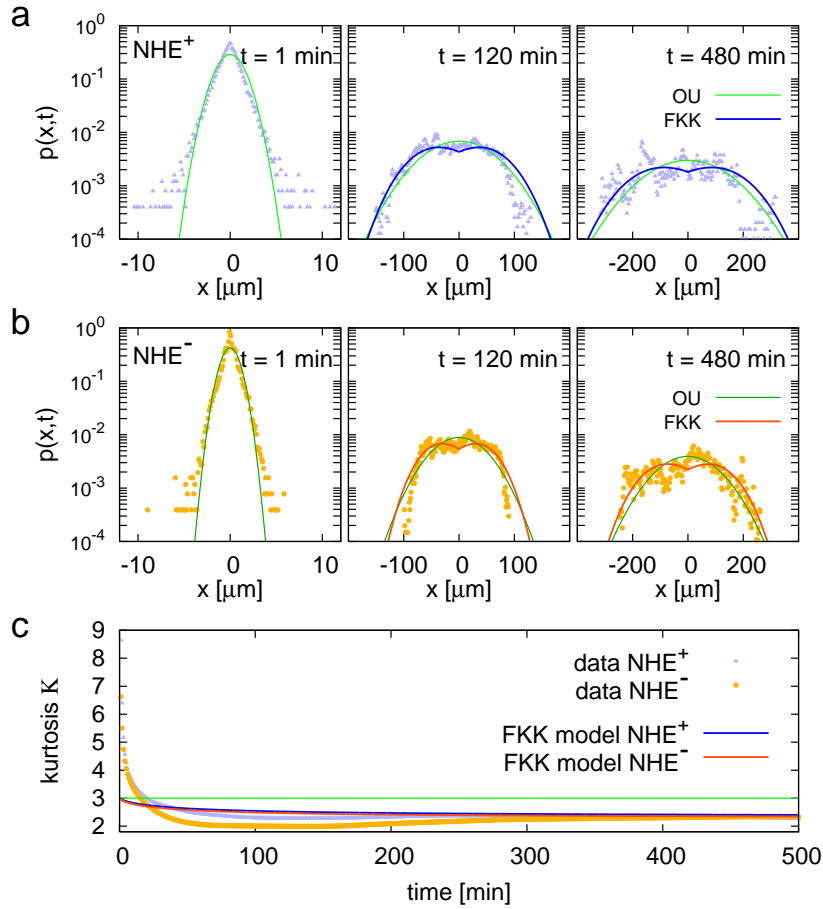 a
NHE⁺ t = 1 min t = 120 min t = 480 min
OU
FKK
p(x,t)
10⁰
10⁻¹
10⁻²
10⁻³
10⁻⁴
-10 0 10 -100 0 100 -200 0 200
x [μm] x [μm] x [μm]
b
NHE⁻ t = 1 min t = 120 min t = 480 min
OU
FKK
p(x,t)
10⁰
10⁻¹
10⁻²
10⁻³
10⁻⁴
-10 0 10 -100 0 100 -200 0 200
x [μm] x [μm] x [μm]
c
kurtosis K
9
8
7
6
5
4
3
2
data NHE⁺
data NHE⁻
FKK model NHE⁺
FKK model NHE⁻
0 100 200 300 400 500
time [min]